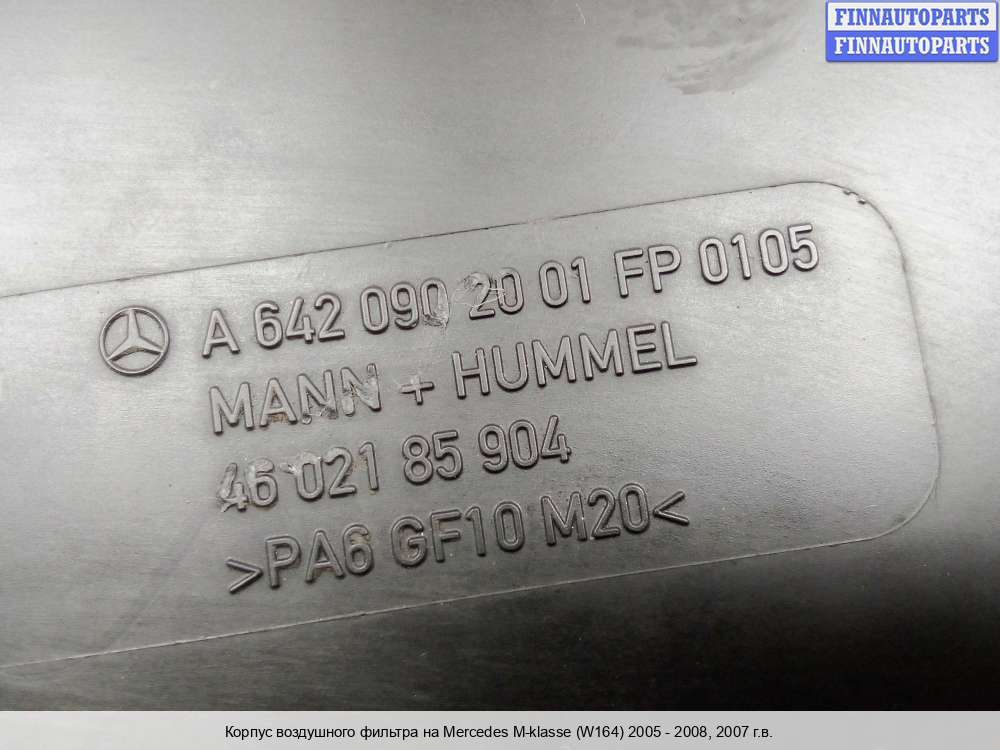 FINNAUTOPARTS
FINNAUTOPARTS
A 642 090 20 01 FP 0105
MANN + HUMMEL
46 021 85 904
>PA6 GF10 M20<
Корпус воздушного фильтра на Mercedes M-klasse (W164) 2005 - 2008, 2007 г.в.